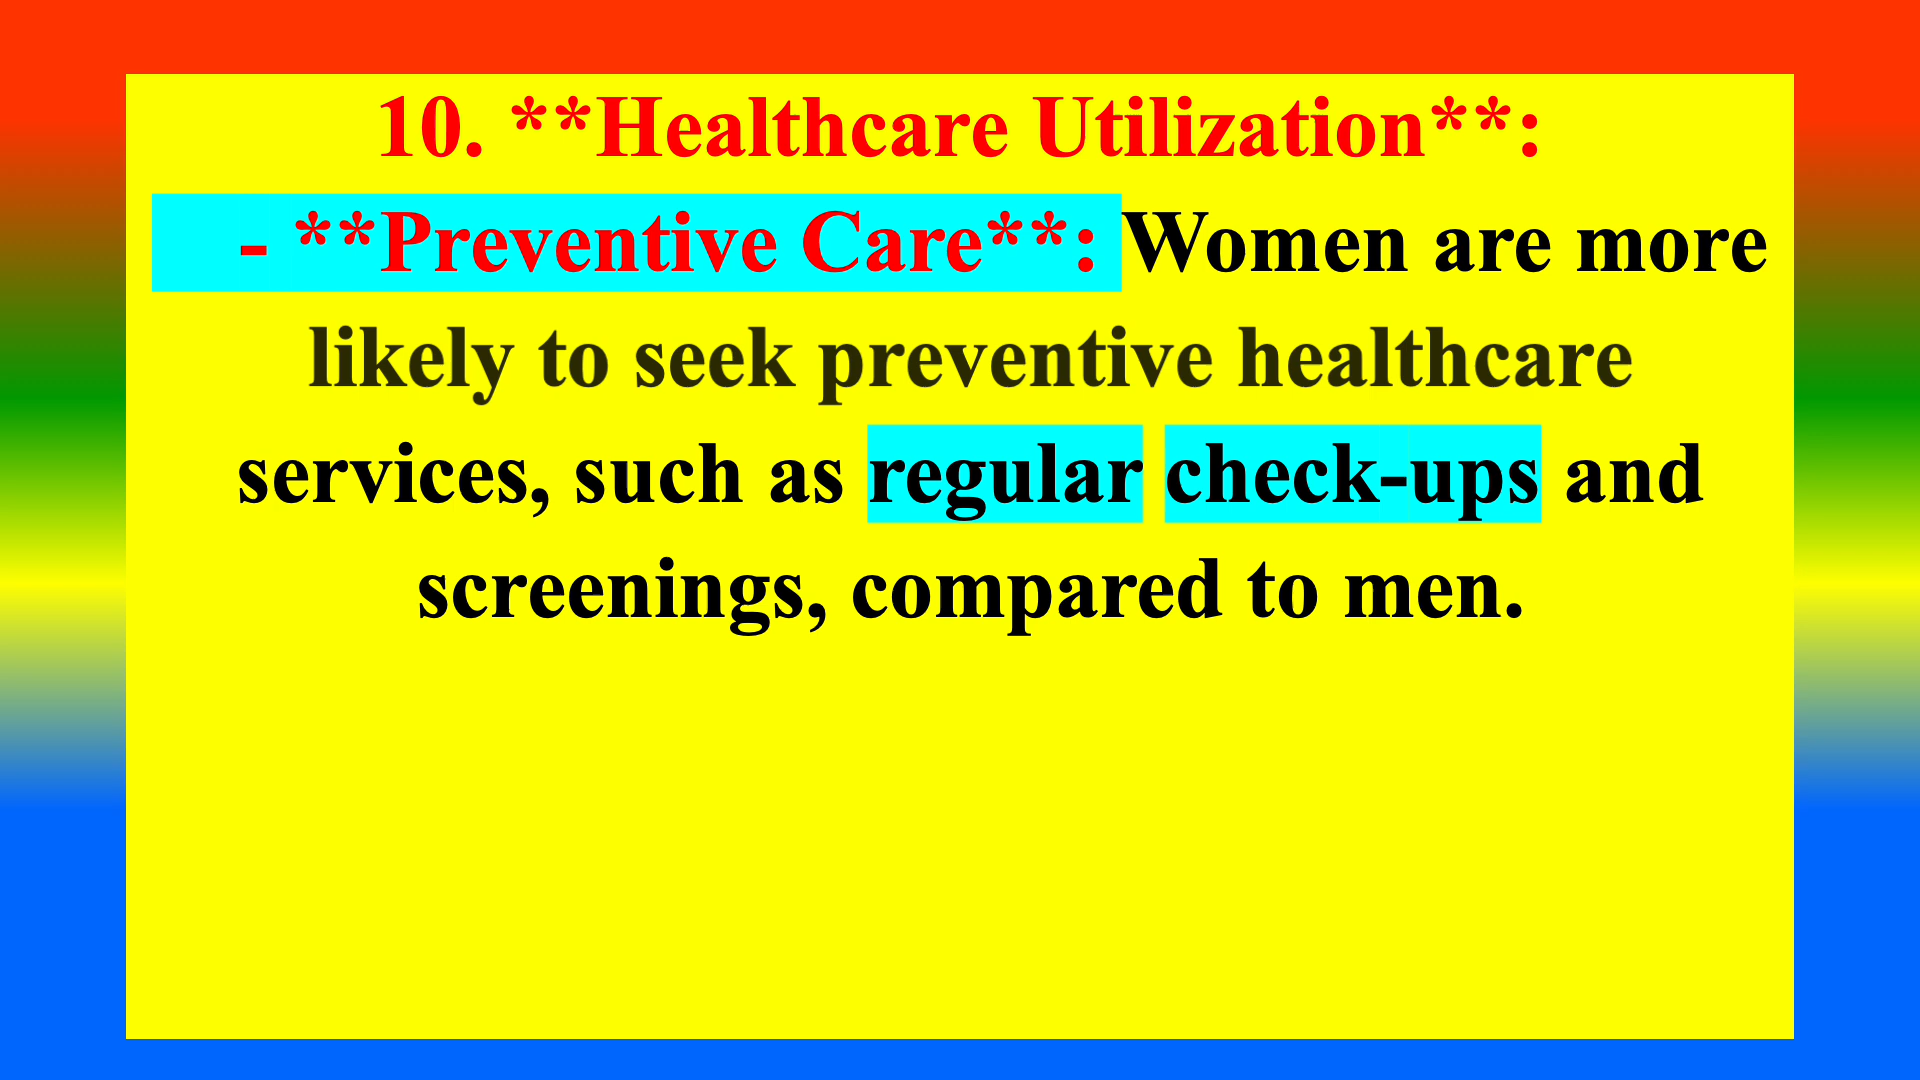 10. **Healthcare Utilization**:
- **Preventive Care**: Women are more
likely to seek preventive healthcare
services, such as regular check-ups and
screenings, compared to men.